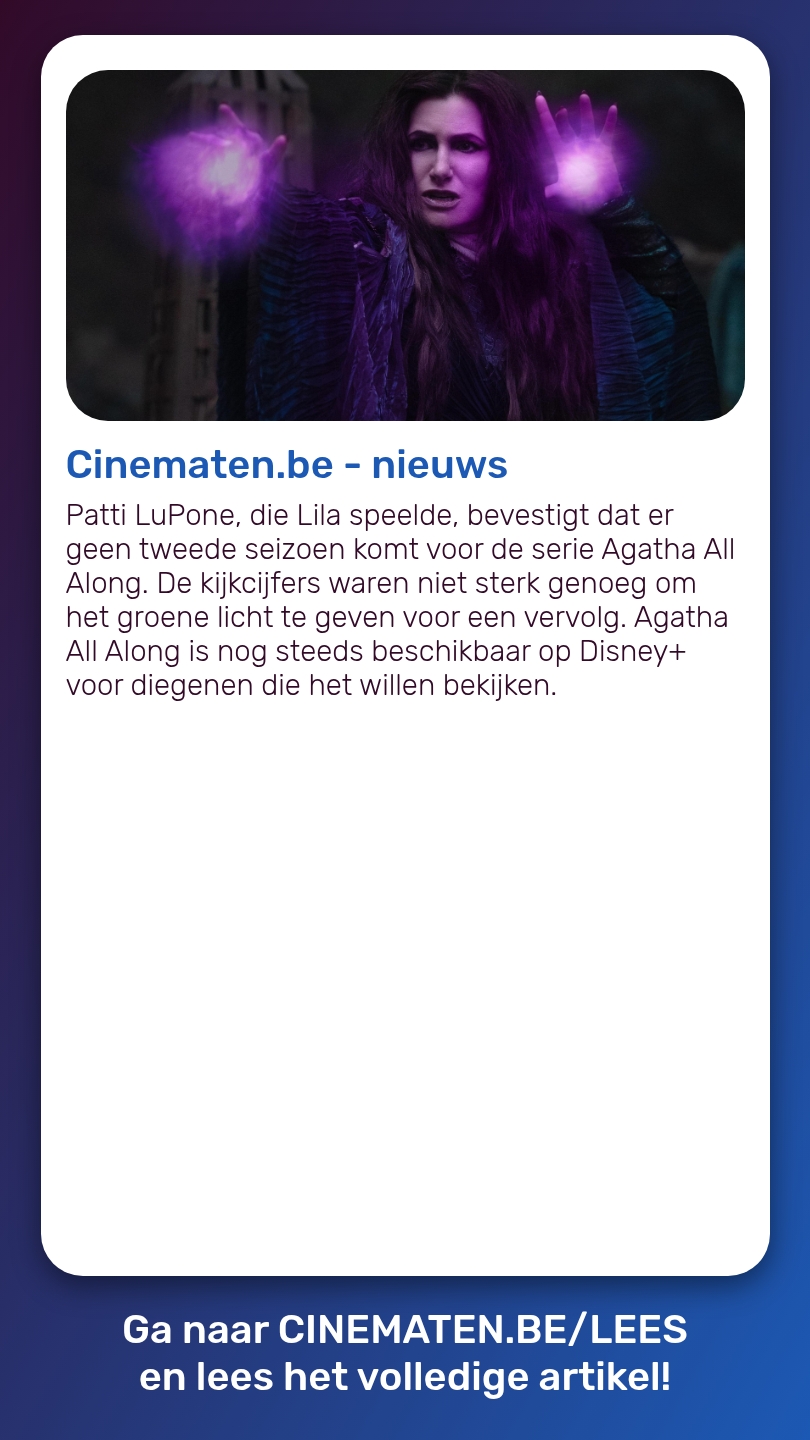 Cinematen.be - nieuws
Patti LuPone, die Lila speelde, bevestigt dat er
geen tweede seizoen komt voor de serie Agatha All
Along. De kijkcijfers waren niet sterk genoeg om
het groene licht te geven voor een vervolg. Agatha
All Along is nog steeds beschikbaar op Disney+
voor diegenen die het willen bekijken.
Ga naar CINEMATEN.BE/LEES
en lees het volledige artikel!